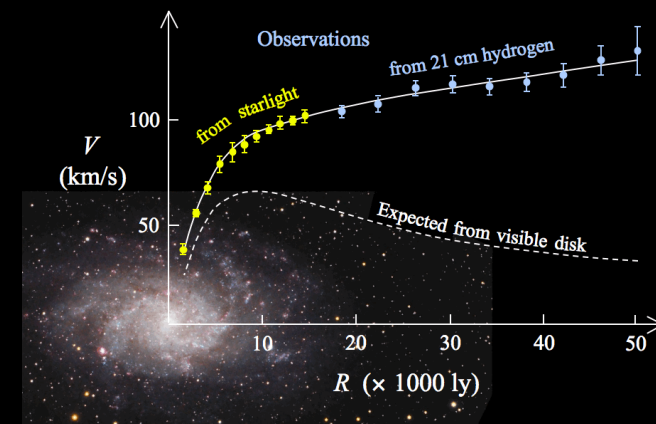 Observations
from 21 cm hydrogen
from starlight
100
V
(km/s)
50
Expected from visible disk
10
20
30
40
50
R (× 1000 ly)